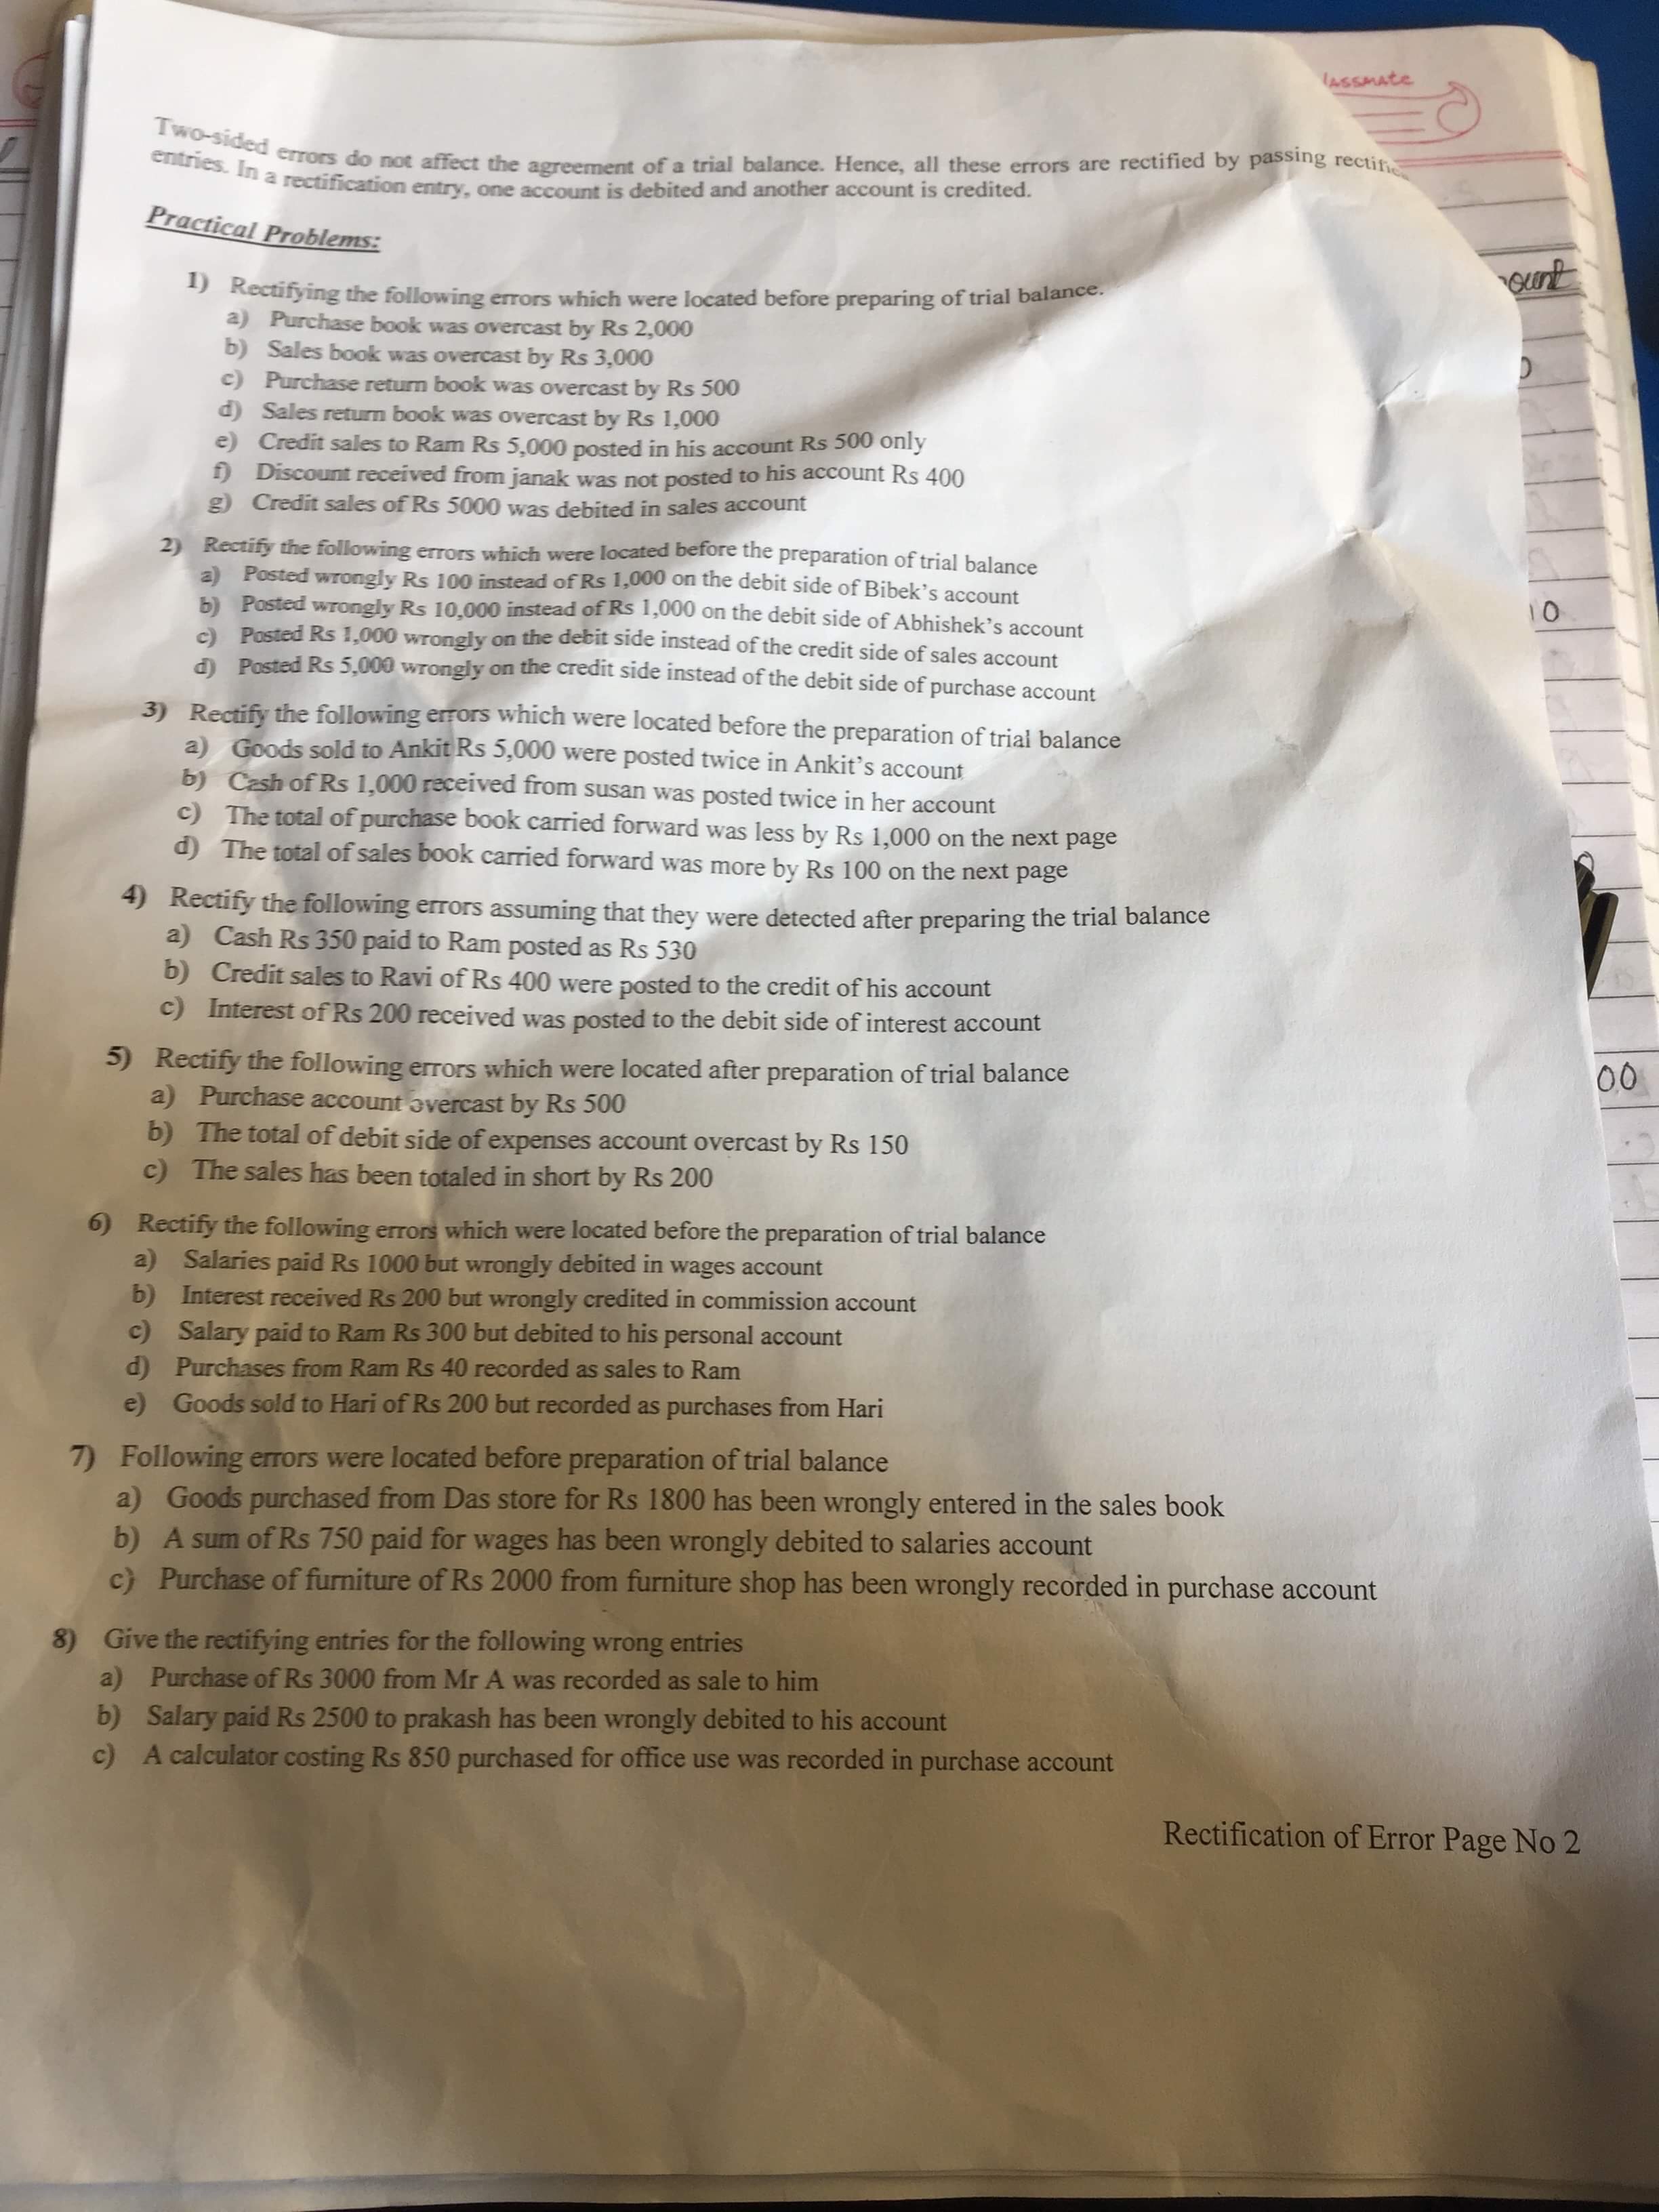 classmate
Two-sided errors do not affect the agreement of a trial balance. Hence, all these errors are rectified by passing
entries. In a rectification entry, one account is debited and another account is credited.
Practical Problems:
1) Rectifying the following errors which were located before preparing of trial balance.
a) Purchase book was overcast by Rs 2,000
b) Sales book was overcast by Rs 3,000
c) Purchase return book was overcast by Rs 500
d) Sales return book was overcast by Rs 1,000
e) Credit sales to Ram Rs 5,000 posted in his account Rs 500 only
f) Discount received from janak was not posted to his account Rs 400
g) Credit sales of Rs 5000 was debited in sales account
2) Rectify the following errors which were located before the preparation of trial balance
a) Posted wrongly Rs 100 instead of Rs 1,000 on the debit side of Bibek's account
b) Posted wrongly Rs 10,000 instead of Rs 1,000 on the debit side of Abhishek's account
c) Posted Rs 1,000 wrongly on the debit side instead of the credit side of sales account
d) Posted Rs 5,000 wrongly on the credit side instead of the debit side of purchase account
3) Rectify the following errors which were located before the preparation of trial balance
a) Goods sold to Ankit Rs 5,000 were posted twice in Ankit's account
b) Cash of Rs 1,000 received from susan was posted twice in her account
c) The total of purchase book carried forward was less by Rs 1,000 on the next page
d) The total of sales book carried forward was more by Rs 100 on the next page
4) Rectify the following errors assuming that they were detected after preparing the trial balance
a) Cash Rs 350 paid to Ram posted as Rs 530
b) Credit sales to Ravi of Rs 400 were posted to the credit of his account
c) Interest of Rs 200 received was posted to the debit side of interest account
5) Rectify the following errors which were located after preparation of trial balance
a) Purchase account overcast by Rs 500
b) The total of debit side of expenses account overcast by Rs 150
c) The sales has been totaled in short by Rs 200
6) Rectify the following errors which were located before the preparation of trial balance
a) Salaries paid Rs 1000 but wrongly debited in wages account
b) Interest received Rs 200 but wrongly credited in commission account
c) Salary paid to Ram Rs 300 but debited to his personal account
d) Purchases from Ram Rs 40 recorded as sales to Ram
e) Goods sold to Hari of Rs 200 but recorded as purchases from Hari
7) Following errors were located before preparation of trial balance
a) Goods purchased from Das store for Rs 1800 has been wrongly entered in the sales book
b) A sum of Rs 750 paid for wages has been wrongly debited to salaries account
c) Purchase of furniture of Rs 2000 from furniture shop has been wrongly recorded in purchase account
8) Give the rectifying entries for the following wrong entries
a) Purchase of Rs 3000 from Mr A was recorded as sale to him
b) Salary paid Rs 2500 to prakash has been wrongly debited to his account
c) A calculator costing Rs 850 purchased for office use was recorded in purchase account
Rectification of Error Page No 2